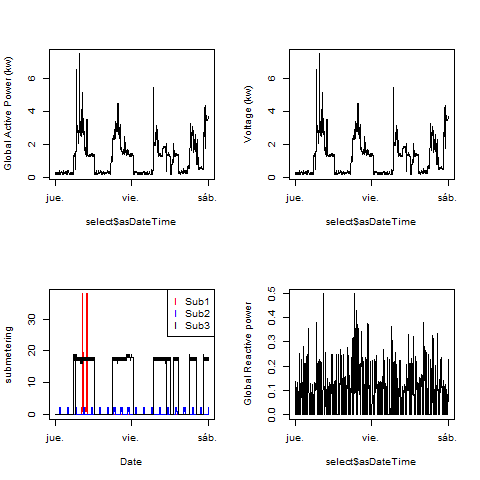 Global Active Power (kw)
0 2 4 6
jue. vie. sáb.
select$asDateTime
Voltage (kw)
0 2 4 6
jue. vie. sáb.
select$asDateTime
submetering
0 10 20 30
Sub1
Sub2
Sub3
jue. vie. sáb.
Date
Global Reactive power
0.0 0.1 0.2 0.3 0.4 0.5
jue. vie. sáb.
select$asDateTime